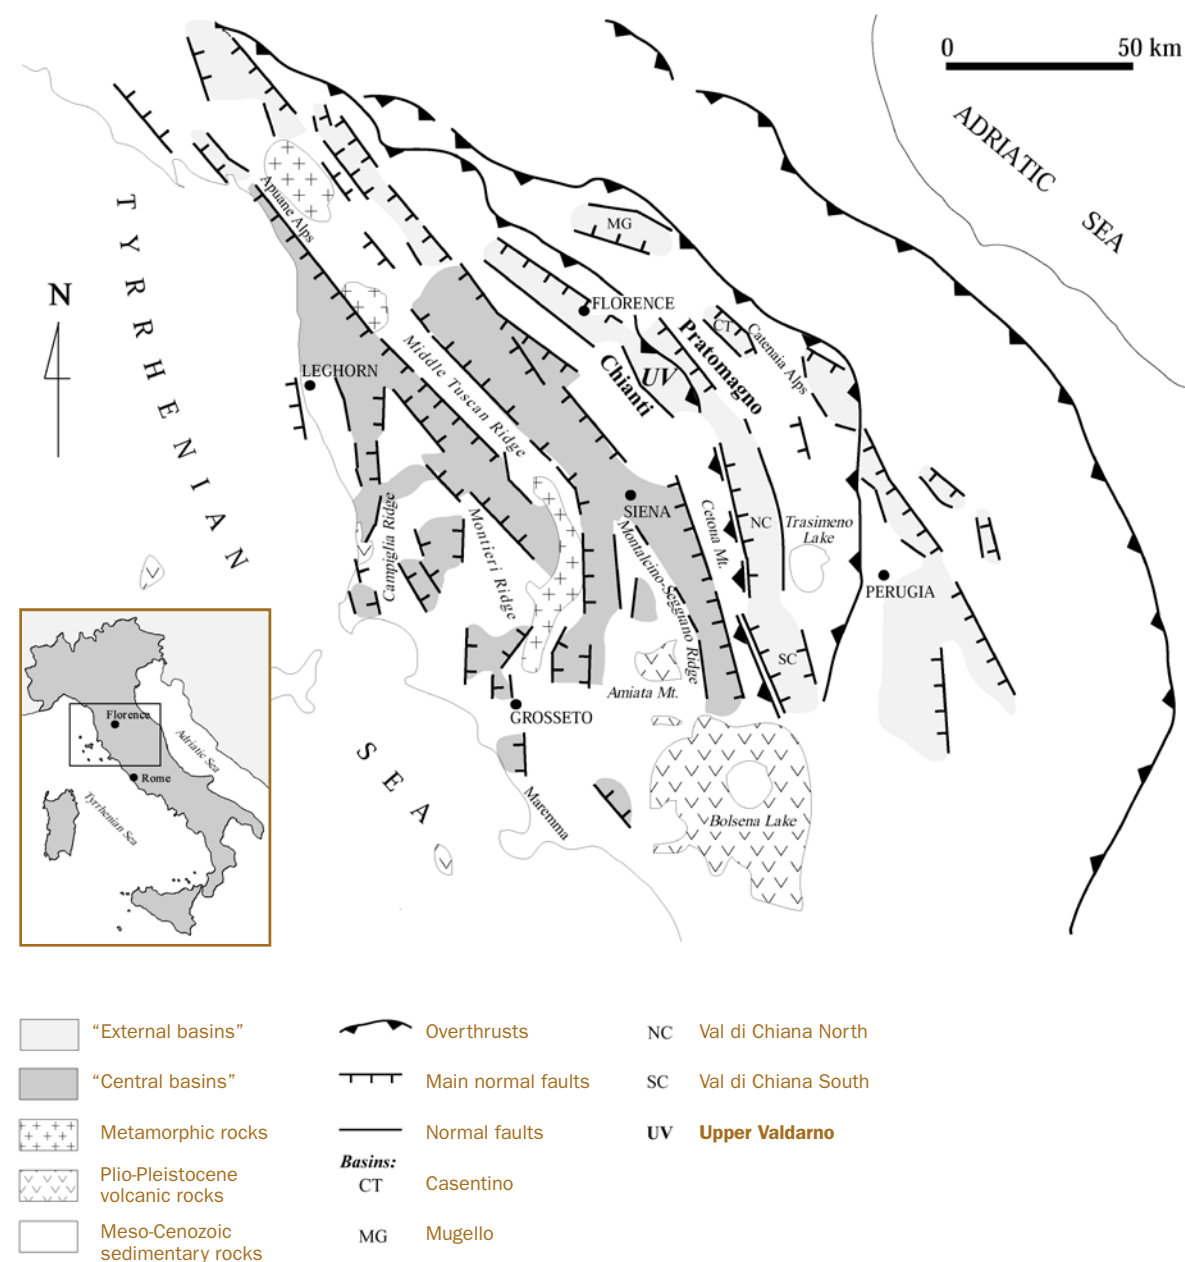 0 50 km
ADRIATIC
SEA
TYRRHENIAN
SEA
N
Apuane Alps
MG
FLORENCE
CT
Catenaia Alps
Pratomagno
Chianti
UV
LEGHORN
Middle Tuscan Ridge
SIENA
Cetona Mt.
NC
Trasimeno
Lake
PERUGIA
Campiglia Ridge
Montieri Ridge
Montalcino-Seggiano Ridge
SC
Amiata Mt.
GROSSETO
Maremma
Bolsena Lake
Florence
Adriatic Sea
Rome
Tyrrhenian Sea
“External basins”
“Central basins”
Metamorphic rocks
Plio-Pleistocene
volcanic rocks
Meso-Cenozoic
sedimentary rocks
Overthrusts
Main normal faults
Normal faults
Basins:
CT Casentino
MG Mugello
NC Val di Chiana North
SC Val di Chiana South
UV Upper Valdarno